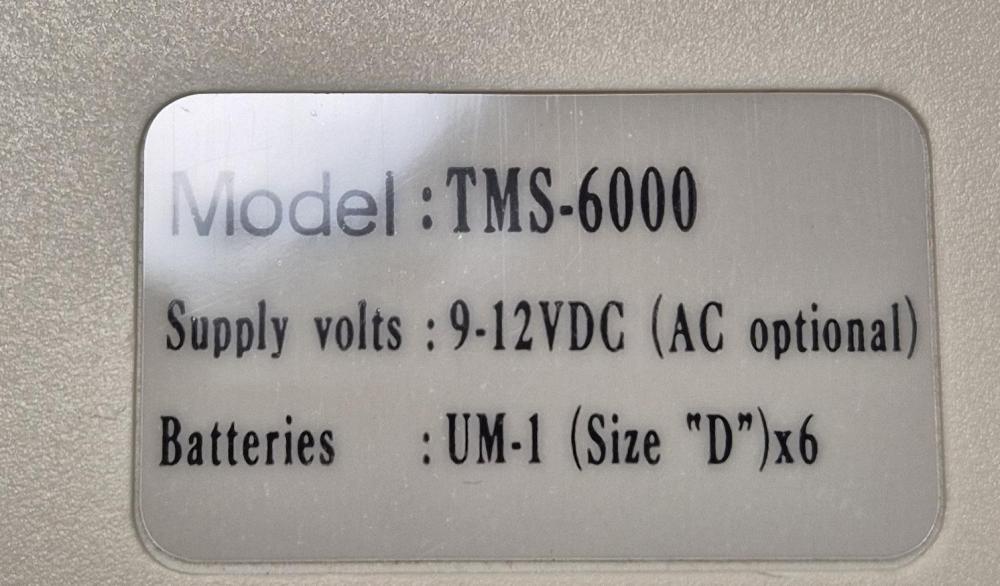 Model : TMS-6000
Supply volts : 9-12VDC (AC optional)
Batteries : UM-1 (Size "D")x6